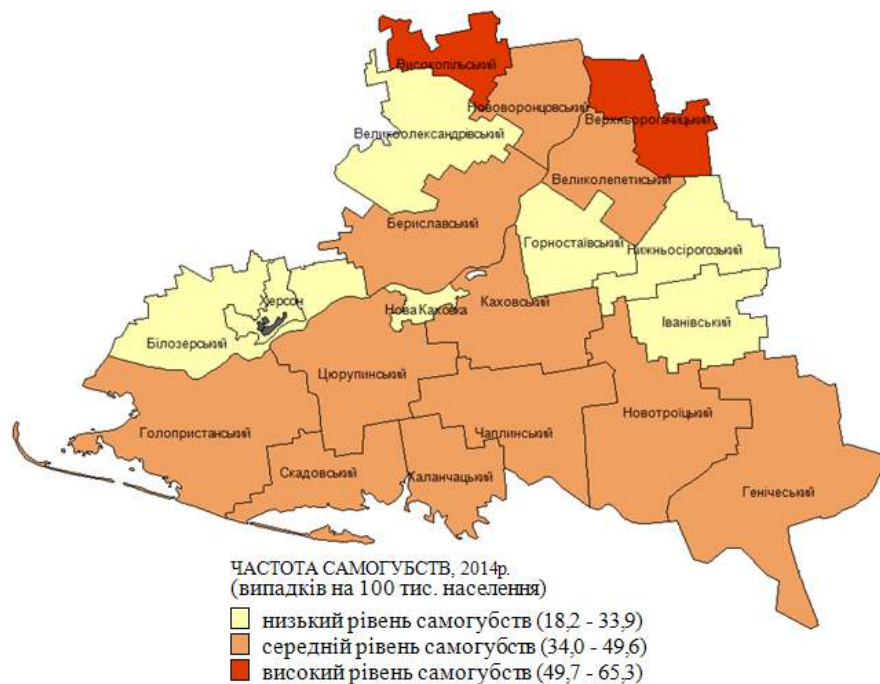 Високопільський
Нововоронцовський
Верхньорогачицький
Великоолександрівський
Великолепетиський
Бериславський
Горностаївський
Нижньосірогозький
Херсон
Нова Каховка
Каховський
Іванівський
Білозерський
Цюрупинський
Новотроїцький
Голопристанський
Чаплинський
Скадовський
Каланчацький
Генічеський
ЧАСТОТА САМОГУБСТВ, 2014р.
(випадків на 100 тис. населення)
низький рівень самогубств (18,2 - 33,9)
середній рівень самогубств (34,0 - 49,6)
високий рівень самогубств (49,7 - 65,3)